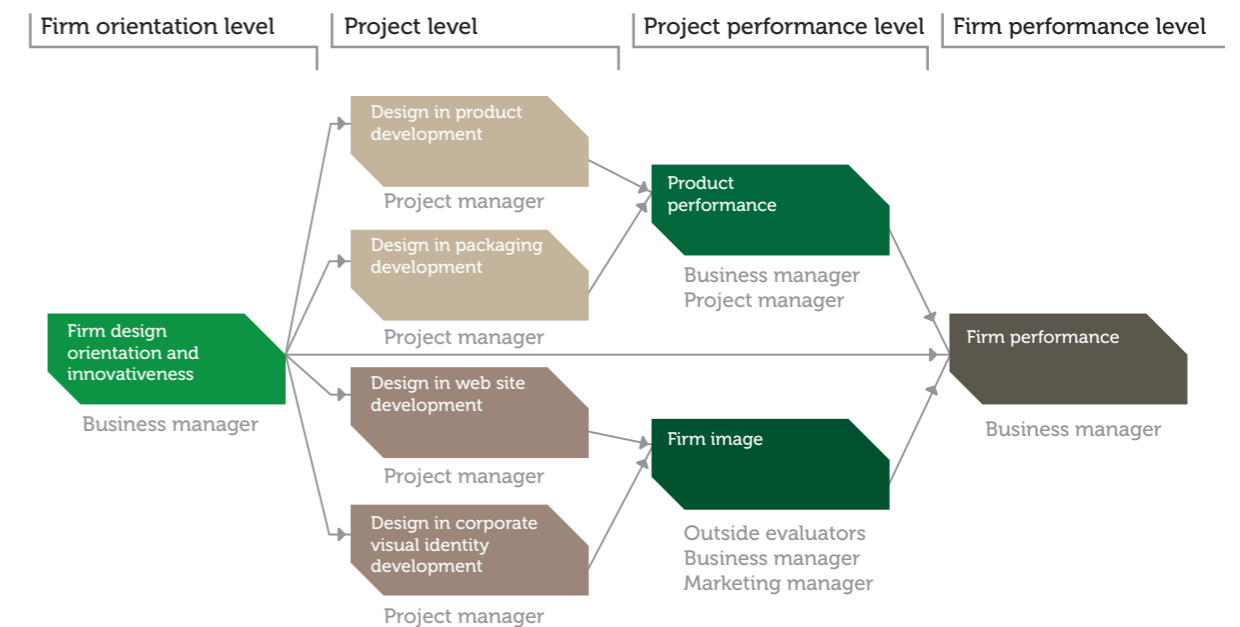 Firm orientation level
Project level
Project performance level
Firm performance level
Design in product
development
Project manager
Design in packaging
development
Project manager
Product
performance
Business manager
Project manager
Firm design
orientation and
innovativeness
Business manager
Firm performance
Business manager
Design in web site
development
Project manager
Firm image
Outside evaluators
Business manager
Marketing manager
Design in corporate
visual identity
development
Project manager